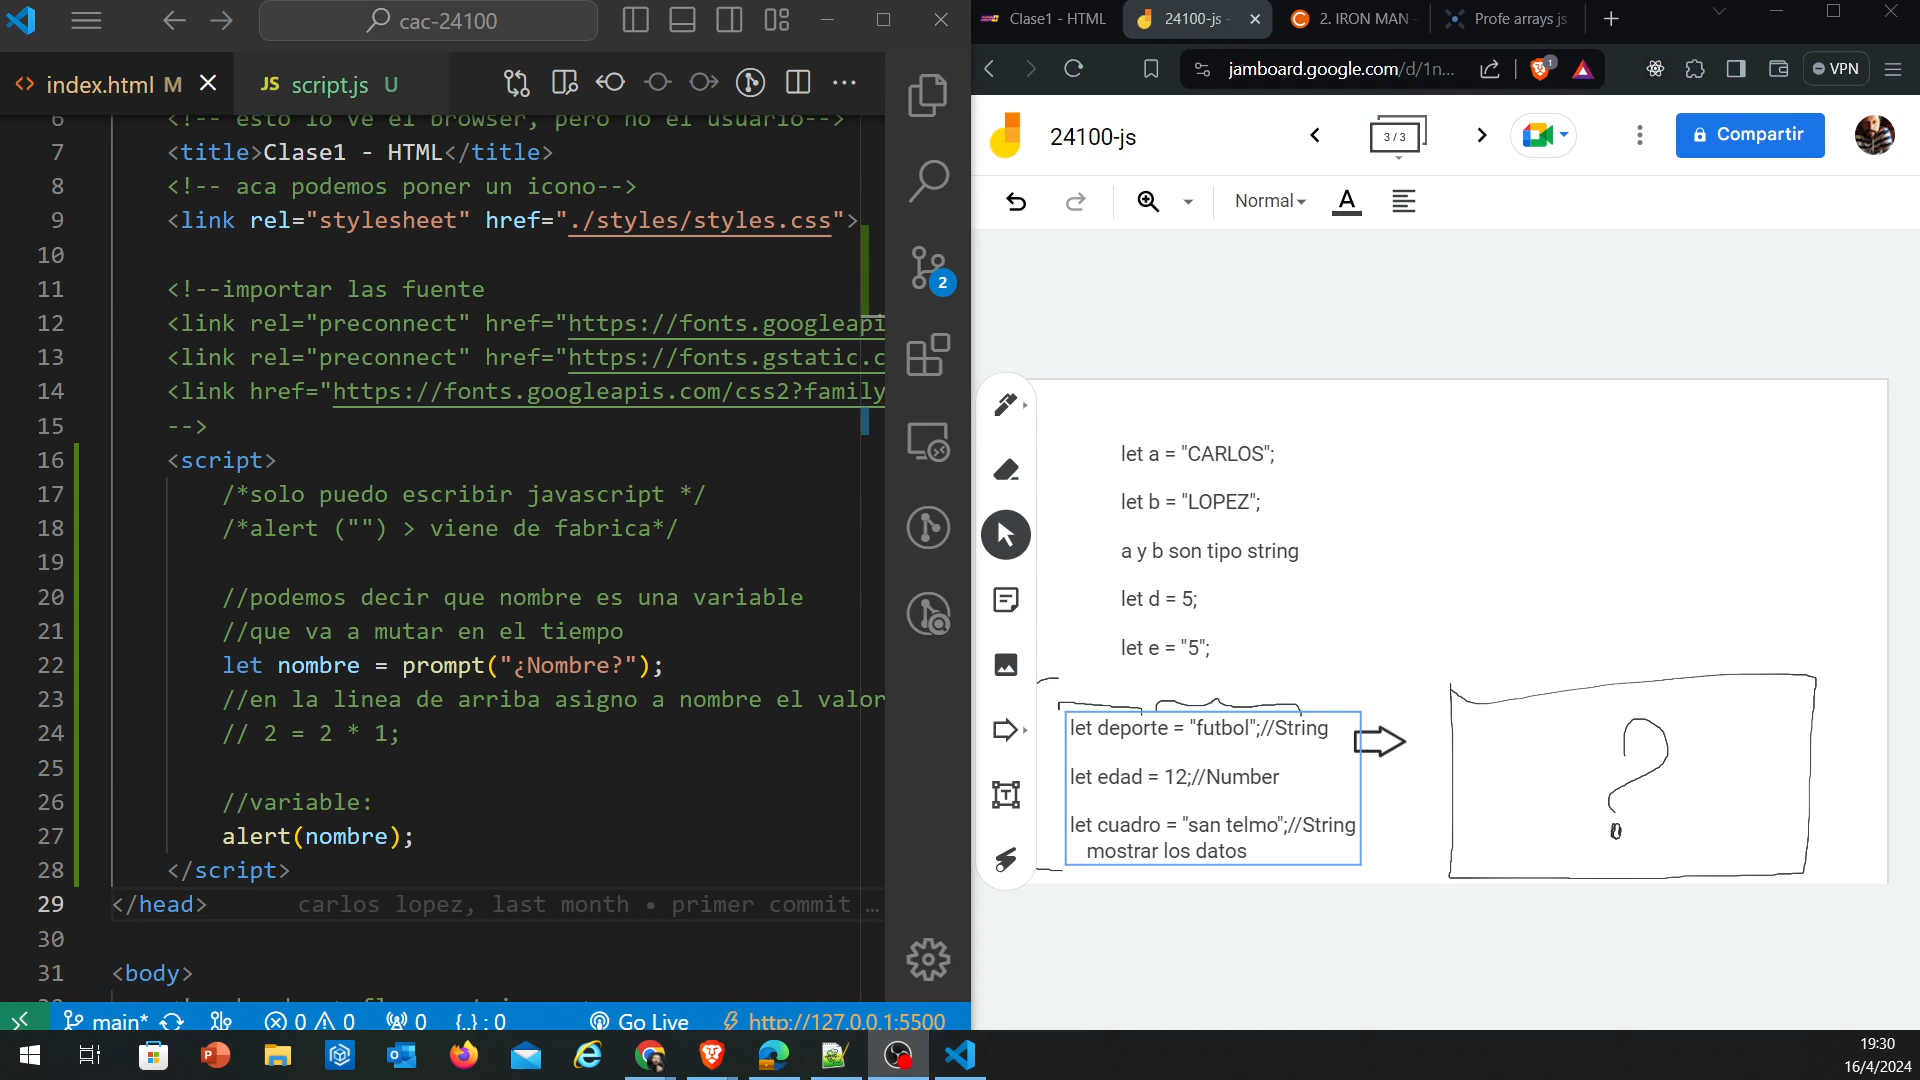 cac-24100
index.html M
JS script.js U
6 <!-- esto lo ve el browser, pero no el usuario-->
7 <title>Clase1 - HTML</title>
8 <!-- aca podemos poner un icono-->
9 <link rel="stylesheet" href="./styles/styles.css">
10
11 <!--importar las fuente
12 <link rel="preconnect" href="https://fonts.googleapi
13 <link rel="preconnect" href="https://fonts.gstatic.c
14 <link href="https://fonts.googleapis.com/css2?family
15 -->
16 <script>
17 /*solo puedo escribir javascript */
18 /*alert ("") > viene de fabrica*/
19
20 //podemos decir que nombre es una variable
21 //que va a mutar en el tiempo
22 let nombre = prompt("¿Nombre?");
23 //en la linea de arriba asigno a nombre el valor
24 // 2 = 2 * 1;
25
26 //variable:
27 alert(nombre);
28 </script>
29 </head> carlos lopez, last month • primer commit …
30
31 <body>
2
main* 0 0 0 {..} : 0 Go Live http://127.0.0.1:5500
Clase1 - HTML
24100-js -
2. IRON MAN
Profe arrays js
jamboard.google.com/d/1n...
1
VPN
24100-js
3 / 3
Compartir
Normal
A
let a = "CARLOS";
let b = "LOPEZ";
a y b son tipo string
let d = 5;
let e = "5";
let deporte = "futbol";//String
let edad = 12;//Number
let cuadro = "san telmo";//String
mostrar los datos
?
19:30
16/4/2024